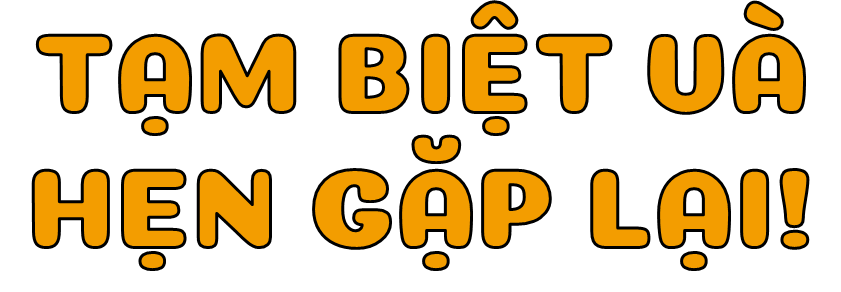 TẠM BIỆT UÀ
HẸN GẶP LẠI!